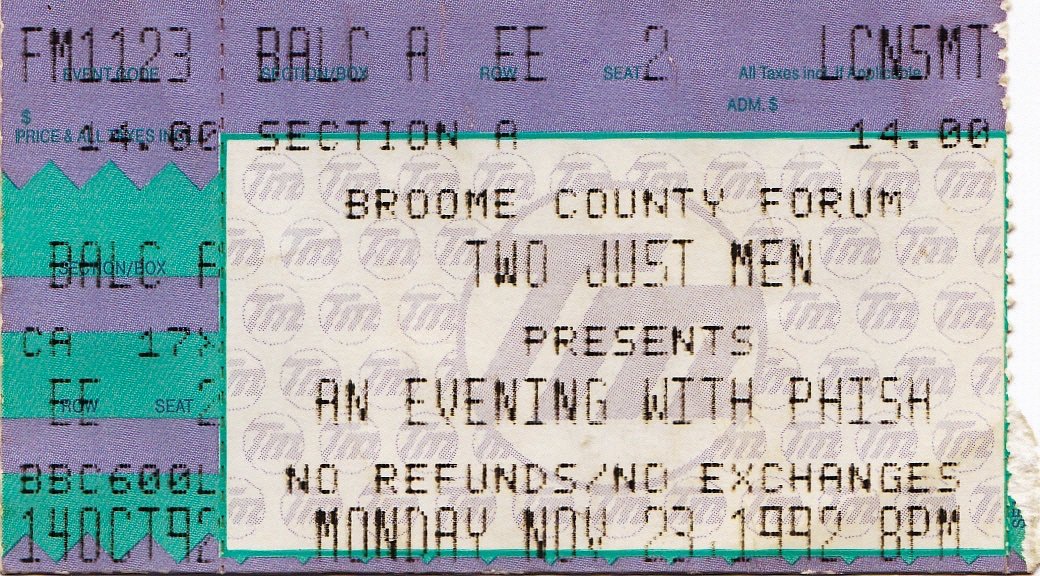 FM1123 BALC A EE 2 LCN5MT
EVENT CODE SECTION/BOX ROW SEAT All Taxes incl. If Applicable
$ ADM. $
PRICE & ALL TAXES INCL
14.00 SECTION A 14.00
BROOME COUNTY FORUM
BALC A TWO JUST MEN
SECTION/BOX
CA 17X PRESENTS
EE 2 AN EVENING WITH PHISH
ROW SEAT
BBC600L NO REFUNDS/NO EXCHANGES
14OCT92 MONDAY NOV 23 1992 8PM